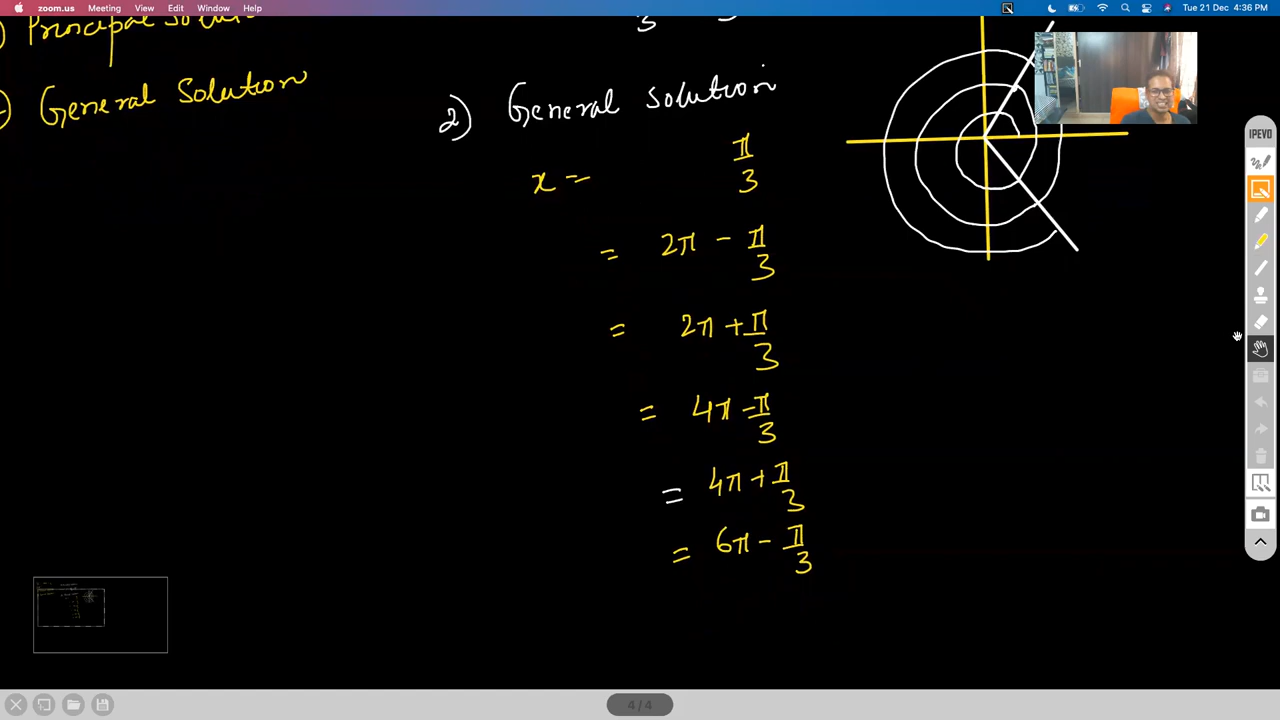 zoom.us Meeting View Edit Window Help
Tue 21 Dec 4:36 PM
) Principal
General Solution
3
2) General solution
x = π/3
= 2π - π/3
= 2π + π/3
= 4π - π/3
= 4π + π/3
= 6π - π/3
IPEVO
4 / 4